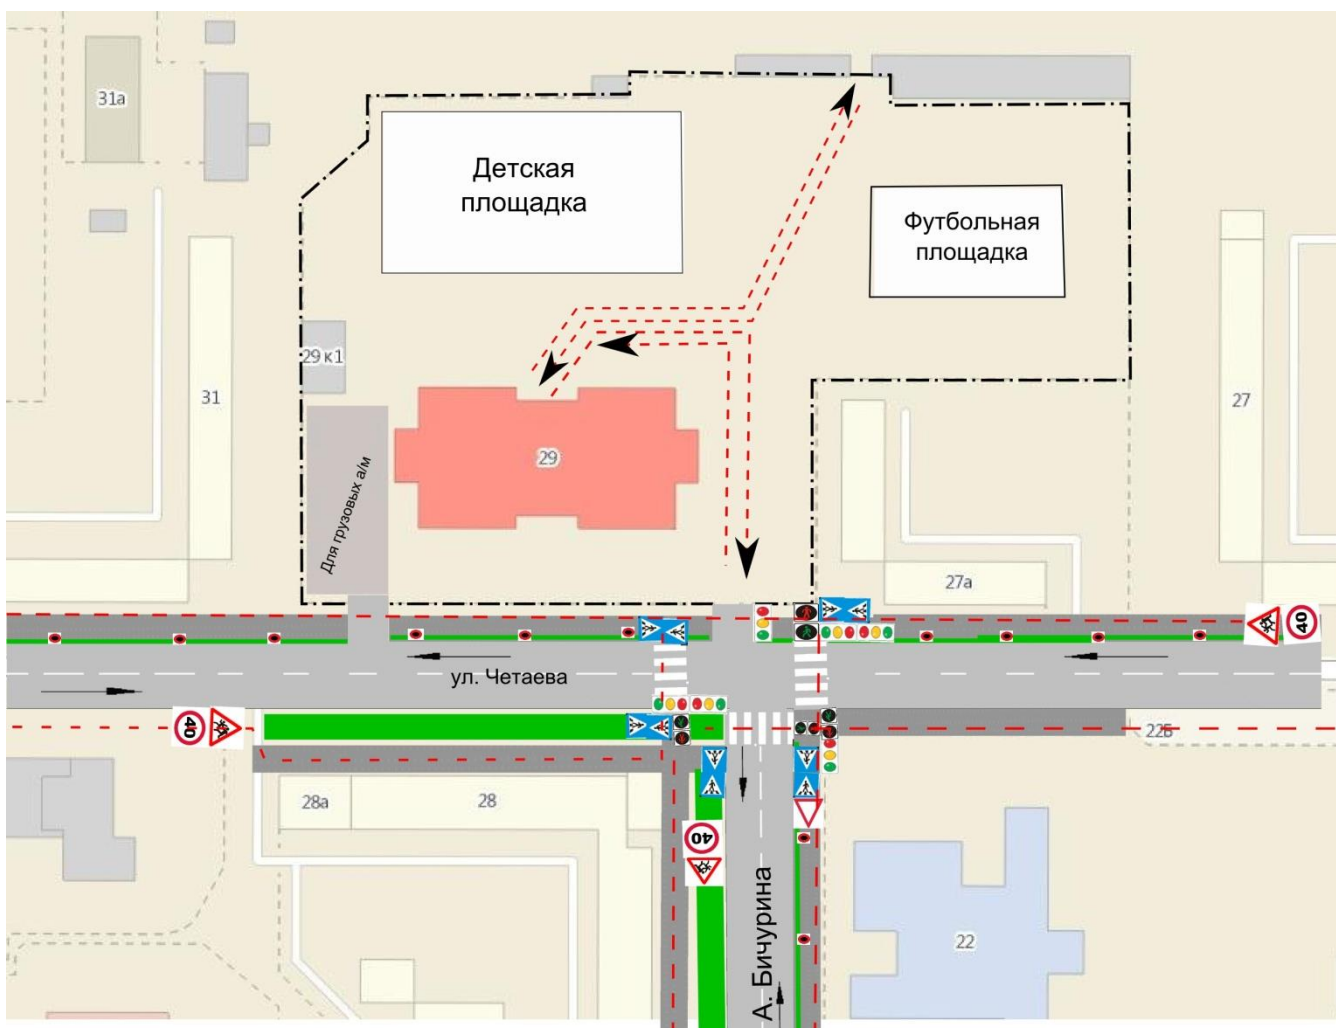 31а
Детская
площадка
Футбольная
площадка
29 к1
31
27
Для грузовых а/м
29
27а
40
ул. Четаева
40
22Б
28а
28
40
А. Бичурина
22